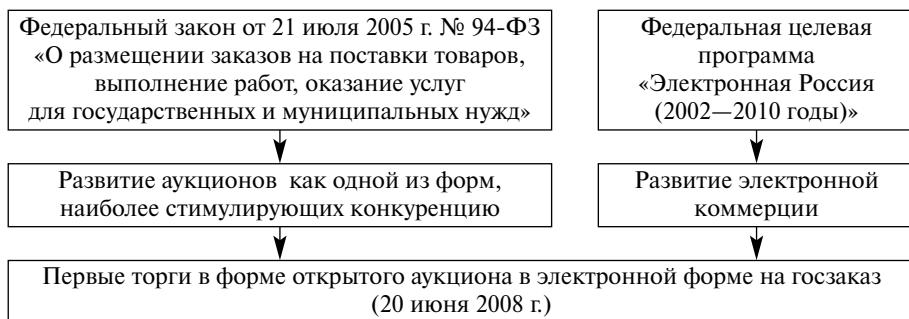 Федеральный закон от 21 июля 2005 г. № 94-ФЗ
«О размещении заказов на поставки товаров,
выполнение работ, оказание услуг
для государственных и муниципальных нужд»
Федеральная целевая
программа
«Электронная Россия
(2002—2010 годы)»
Развитие аукционов как одной из форм,
наиболее стимулирующих конкуренцию
Развитие электронной
коммерции
Первые торги в форме открытого аукциона в электронной форме на госзаказ
(20 июня 2008 г.)